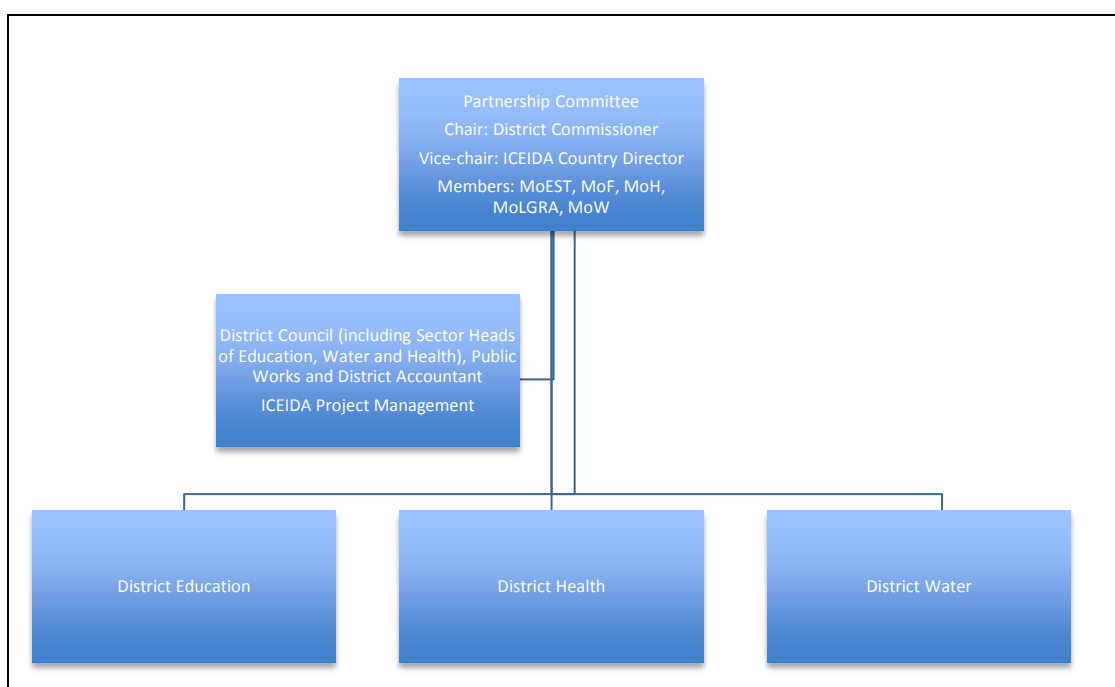 Partnership Committee
Chair: District Commissioner
Vice-chair: ICEIDA Country Director
Members: MoEST, MoF, MoH,
MoLGRA, MoW
District Council (including Sector Heads
of Education, Water and Health), Public
Works and District Accountant
ICEIDA Project Management
District Education
District Health
District Water